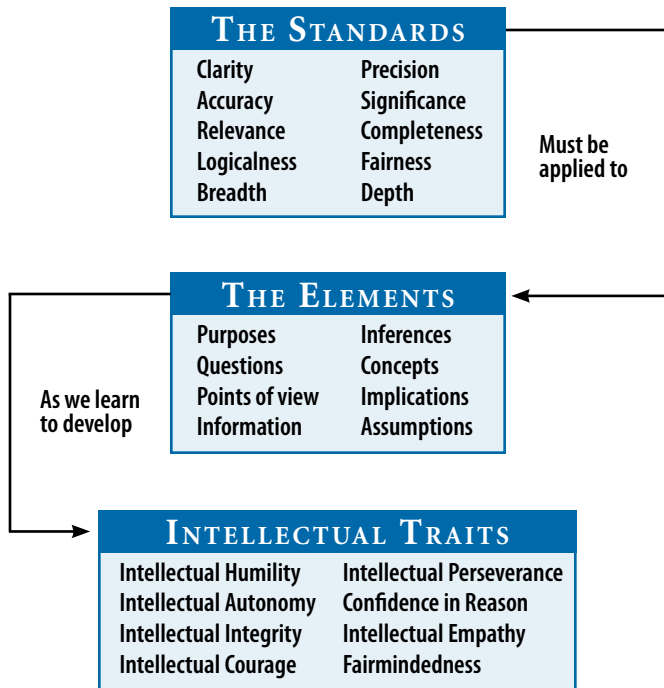 THE STANDARDS
Clarity Precision
Accuracy Significance
Relevance Completeness
Logicalness Fairness
Breadth Depth
Must be
applied to
THE ELEMENTS
Purposes Inferences
Questions Concepts
Points of view Implications
Information Assumptions
As we learn
to develop
INTELLECTUAL TRAITS
Intellectual Humility Intellectual Perseverance
Intellectual Autonomy Confidence in Reason
Intellectual Integrity Intellectual Empathy
Intellectual Courage Fairmindedness